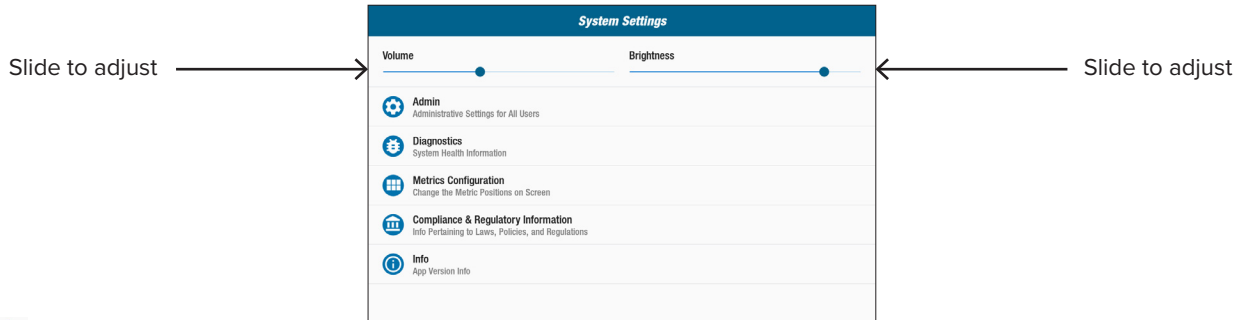 System Settings
Volume
Brightness
Slide to adjust
Slide to adjust
Admin
Administrative Settings for All Users
Diagnostics
System Health Information
Metrics Configuration
Change the Metric Positions on Screen
Compliance & Regulatory Information
Info Pertaining to Laws, Policies, and Regulations
Info
App Version Info